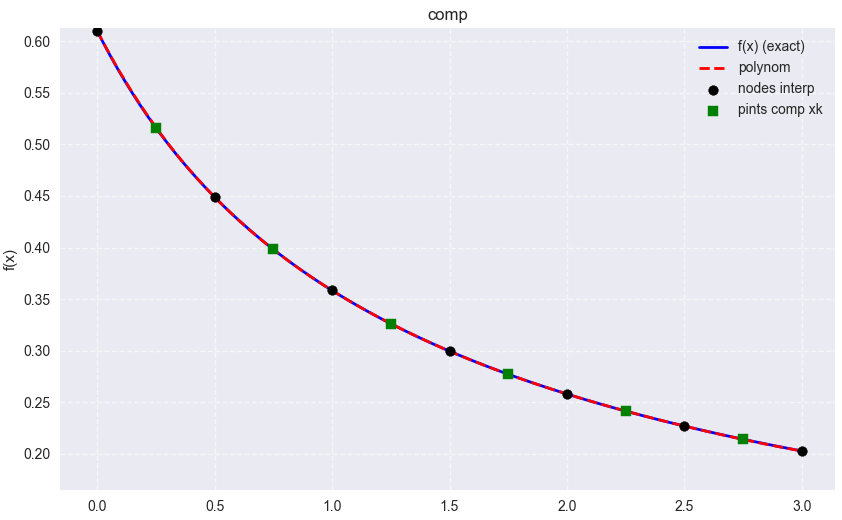 comp
f(x) (exact)
polynom
nodes interp
pints comp xk
f(x)
0.60
0.55
0.50
0.45
0.40
0.35
0.30
0.25
0.20
0.0 0.5 1.0 1.5 2.0 2.5 3.0